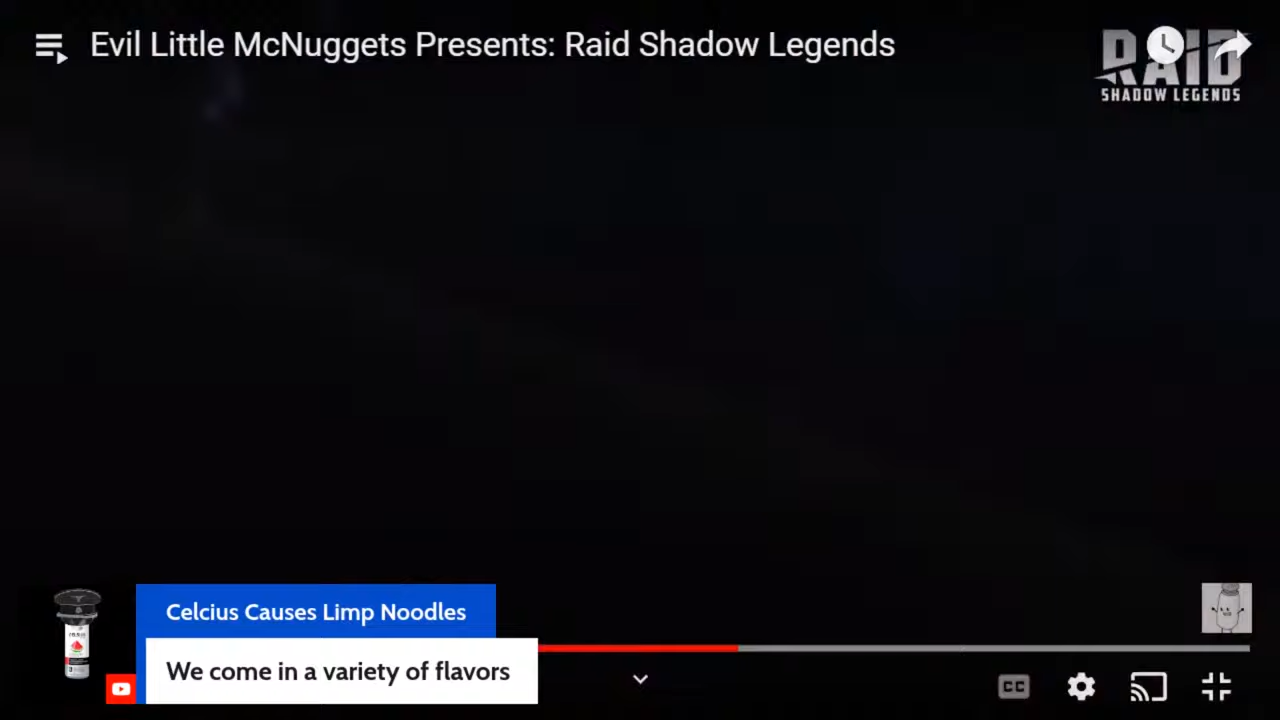 Evil Little McNuggets Presents: Raid Shadow Legends
RAID
SHADOW LEGENDS
Celcius Causes Limp Noodles
We come in a variety of flavors
CC